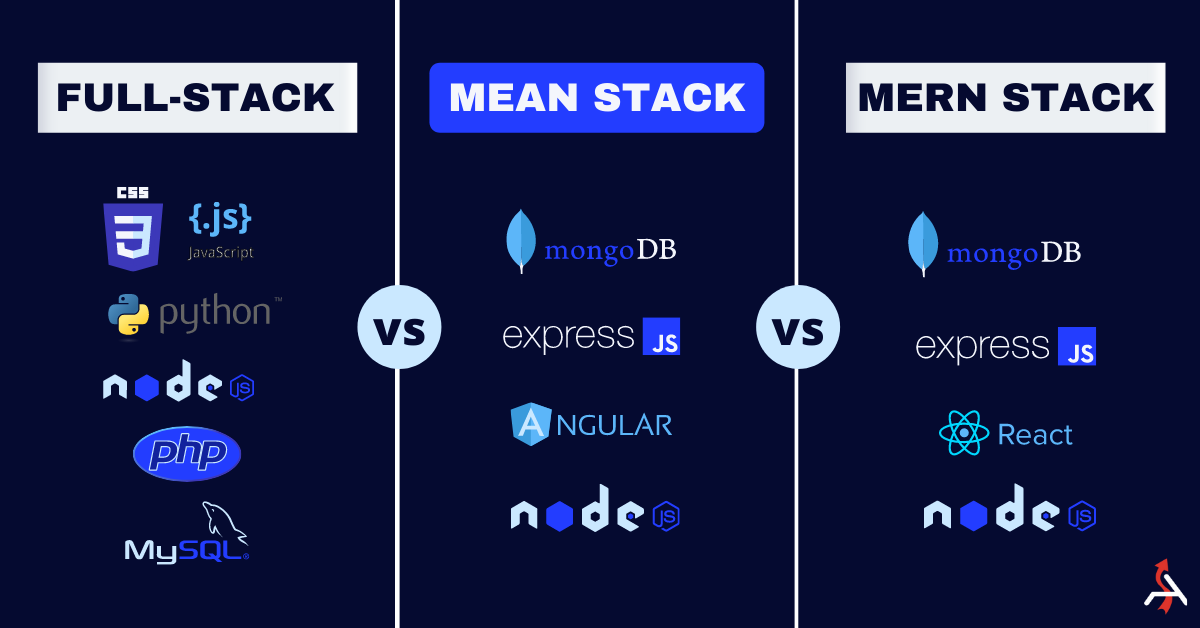 FULL-STACK
CSS
3
{.js}
JavaScript
python™
node JS
php
MySQL®
VS
MEAN STACK
mongoDB
express JS
ANGULAR
node JS
VS
MERN STACK
mongoDB
express JS
React
node JS